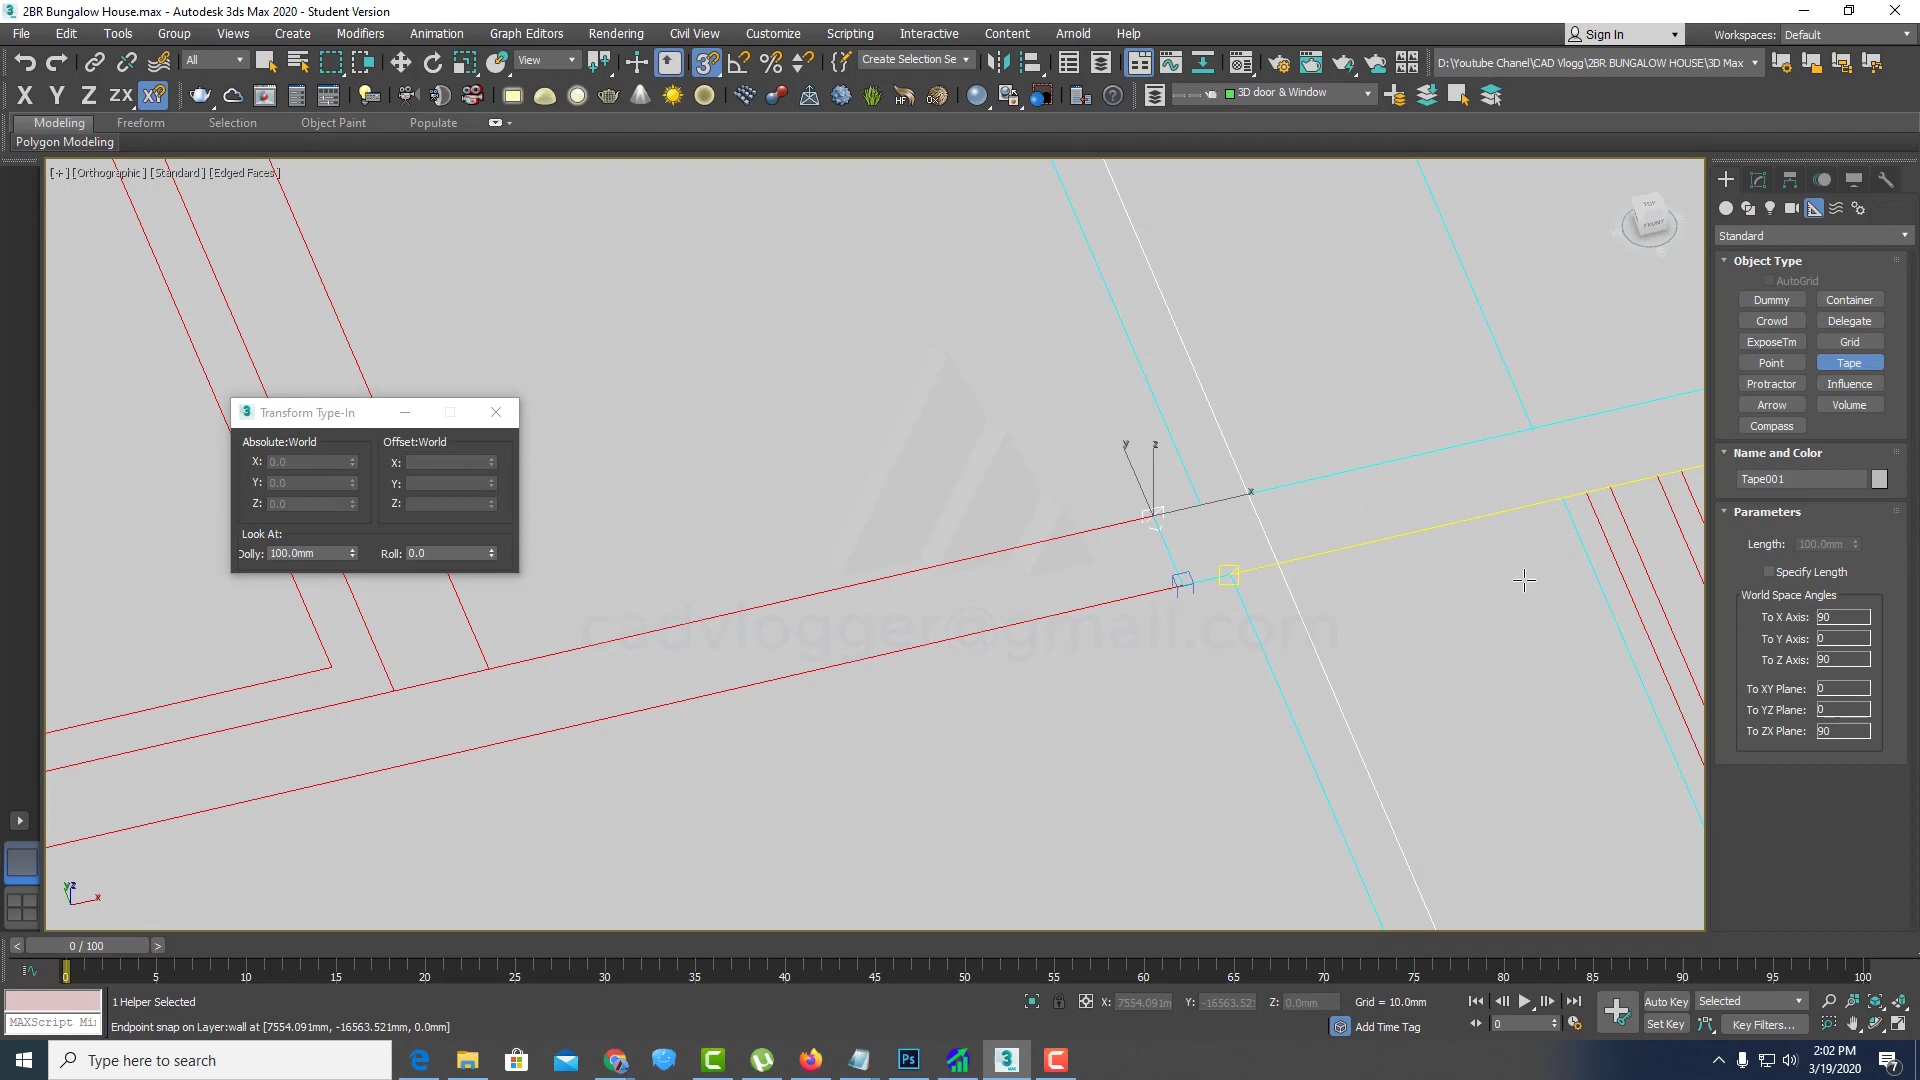 2BR Bungalow House.max - Autodesk 3ds Max 2020 - Student Version
File Edit Tools Group Views Create Modifiers Animation Graph Editors Rendering Civil View Customize Scripting Interactive Content Arnold Help
Sign In
Workspaces: Default
All
View
Create Selection Se
D:\Youtube Chanel\CAD Vlogg\2BR BUNGALOW HOUSE\3D Max
X Y Z ZX
3D door & Window
Modeling Freeform Selection Object Paint Populate
Polygon Modeling
[+] [Orthographic] [Standard] [Edged Faces]
TOP
FRONT
Standard
Object Type
AutoGrid
Dummy Container
Crowd Delegate
ExposeTm Grid
Point Tape
Protractor Influence
Arrow Volume
Compass
Name and Color
Tape001
Parameters
Length: 100.0mm
Specify Length
World Space Angles
To X Axis: 90
To Y Axis: 0
To Z Axis: 90
To XY Plane: 0
To YZ Plane: 0
To ZX Plane: 90
Transform Type-In
Absolute:World Offset:World
X: 0.0 X:
Y: 0.0 Y:
Z: 0.0 Z:
Look At:
Dolly: 100.0mm Roll: 0.0
y z
x
cadvlogger@gmail.com
y z
x
< 0 / 100 >
0 5 10 15 20 25 30 35 40 45 50 55 60 65 70 75 80 85 90 95 100
1 Helper Selected
X: 7554.091m Y: -16563.521 Z: 0.0mm Grid = 10.0mm
Auto Key Selected
MAXScript Mi
Endpoint snap on Layer:wall at [7554.091mm, -16563.521mm, 0.0mm]
Add Time Tag
0
Set Key Key Filters...
Type here to search
2:02 PM
3/19/2020
7